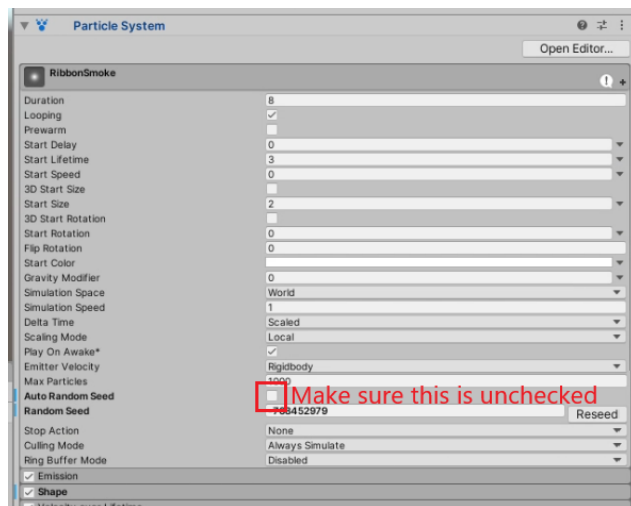 Particle System
Open Editor...
RibbonSmoke
Duration 8
Looping
Prewarm
Start Delay 0
Start Lifetime 3
Start Speed 0
3D Start Size
Start Size 2
3D Start Rotation
Start Rotation 0
Flip Rotation 0
Start Color
Gravity Modifier 0
Simulation Space World
Simulation Speed 1
Delta Time Scaled
Scaling Mode Local
Play On Awake*
Emitter Velocity Rigidbody
Max Particles 1000
Auto Random Seed Make sure this is unchecked
Random Seed Reseed
Stop Action None
Culling Mode Always Simulate
Ring Buffer Mode Disabled
Emission
Shape
Velocity over Lifetime